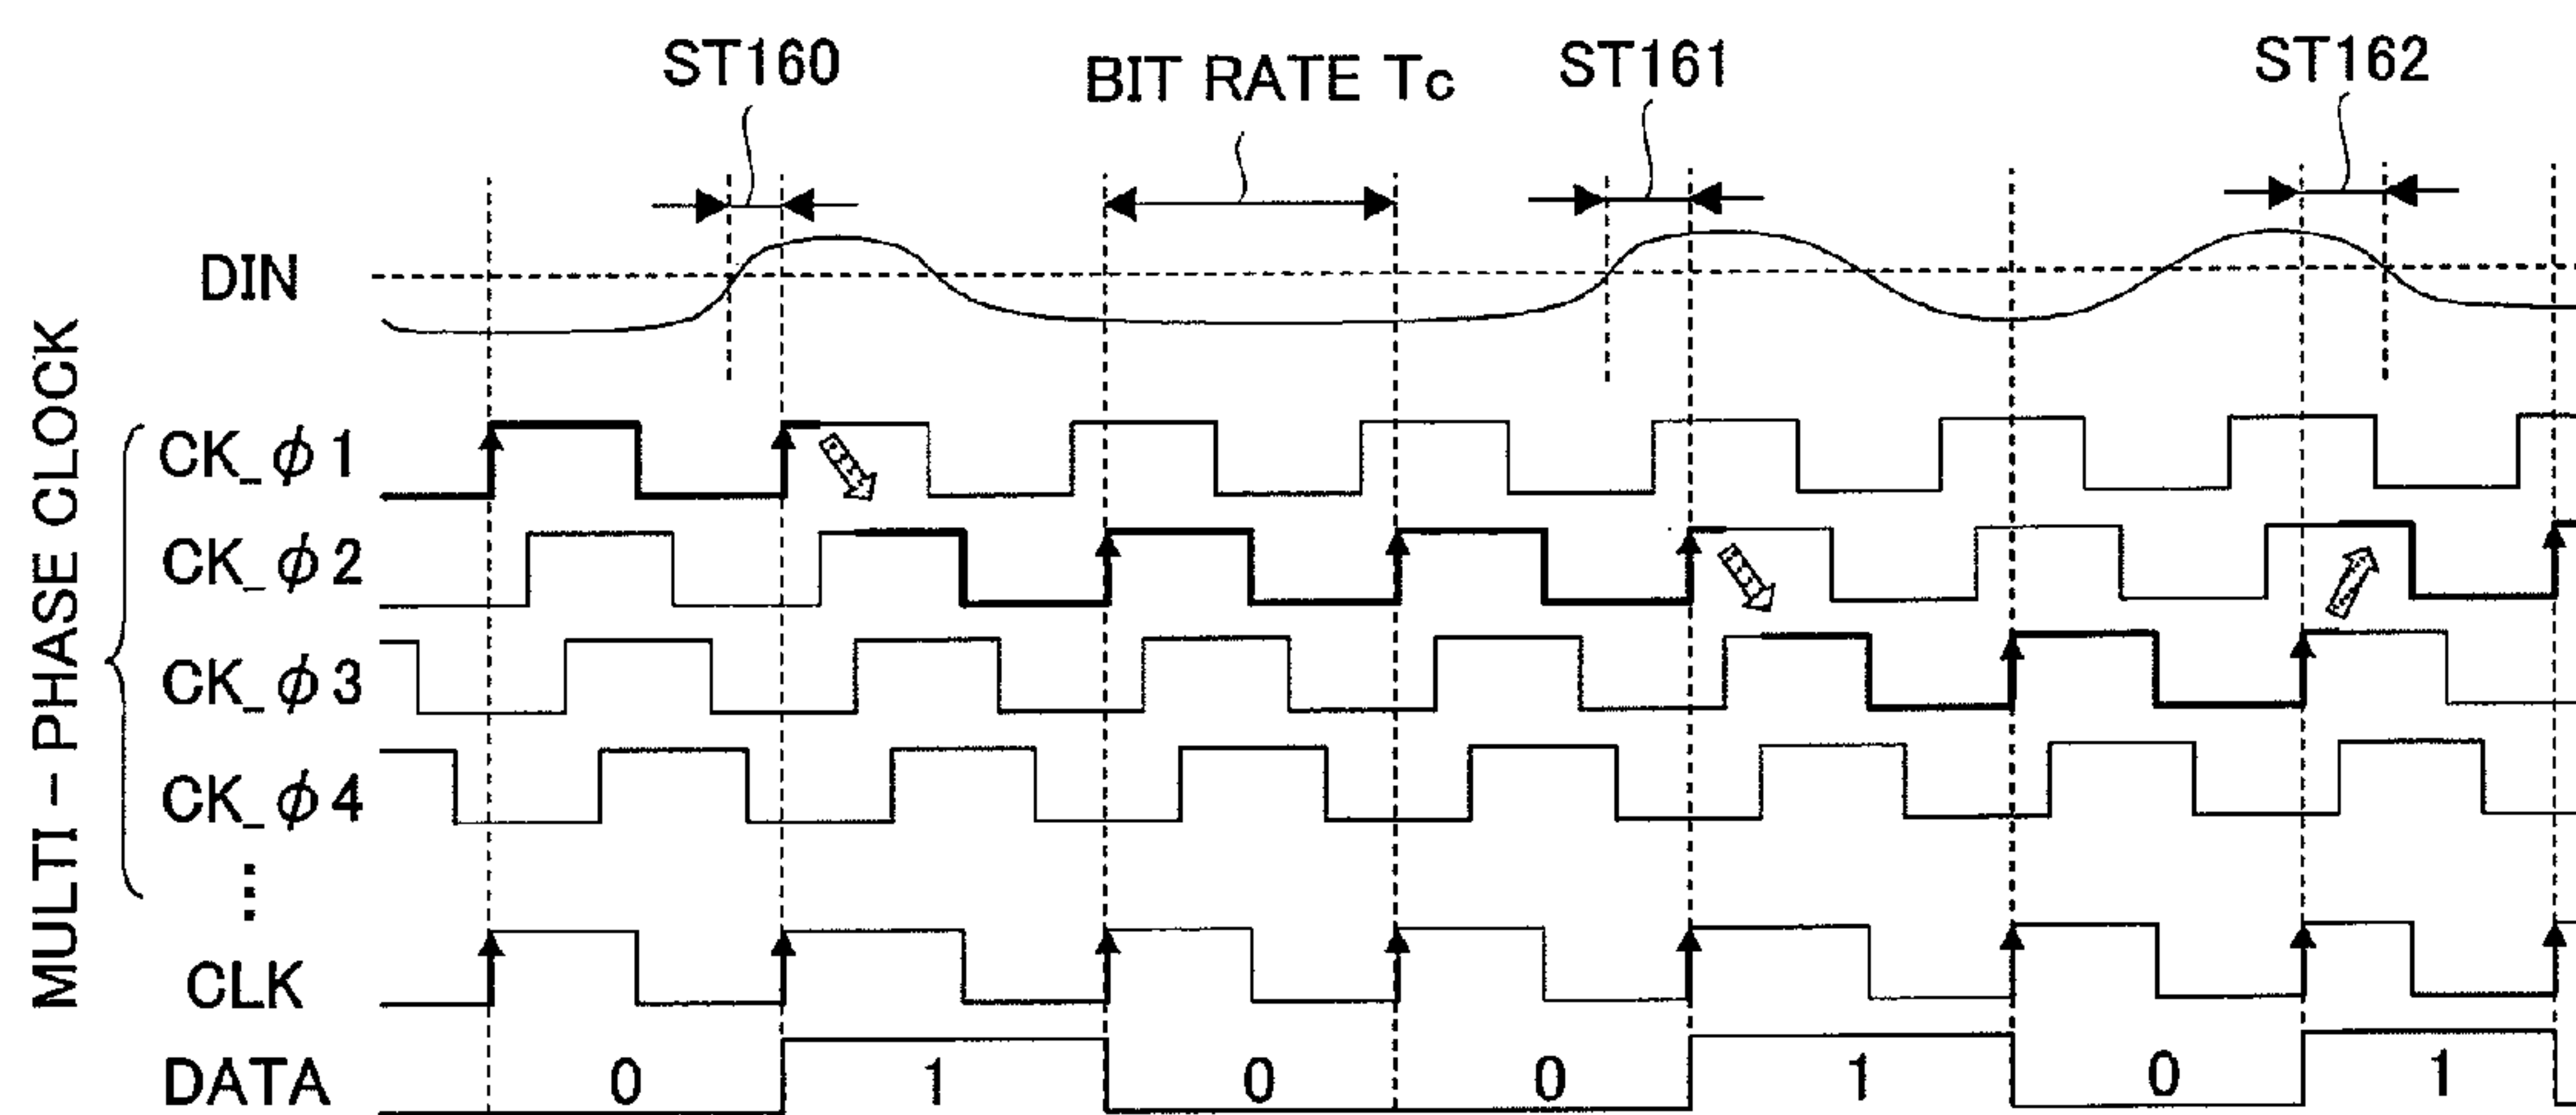 ST160
BIT RATE Tc
ST161
ST162
DIN
MULTI-PHASE CLOCK
CK_ϕ1
CK_ϕ2
CK_ϕ3
CK_ϕ4
⋮
CLK
DATA 0 1 0 0 1 0 1